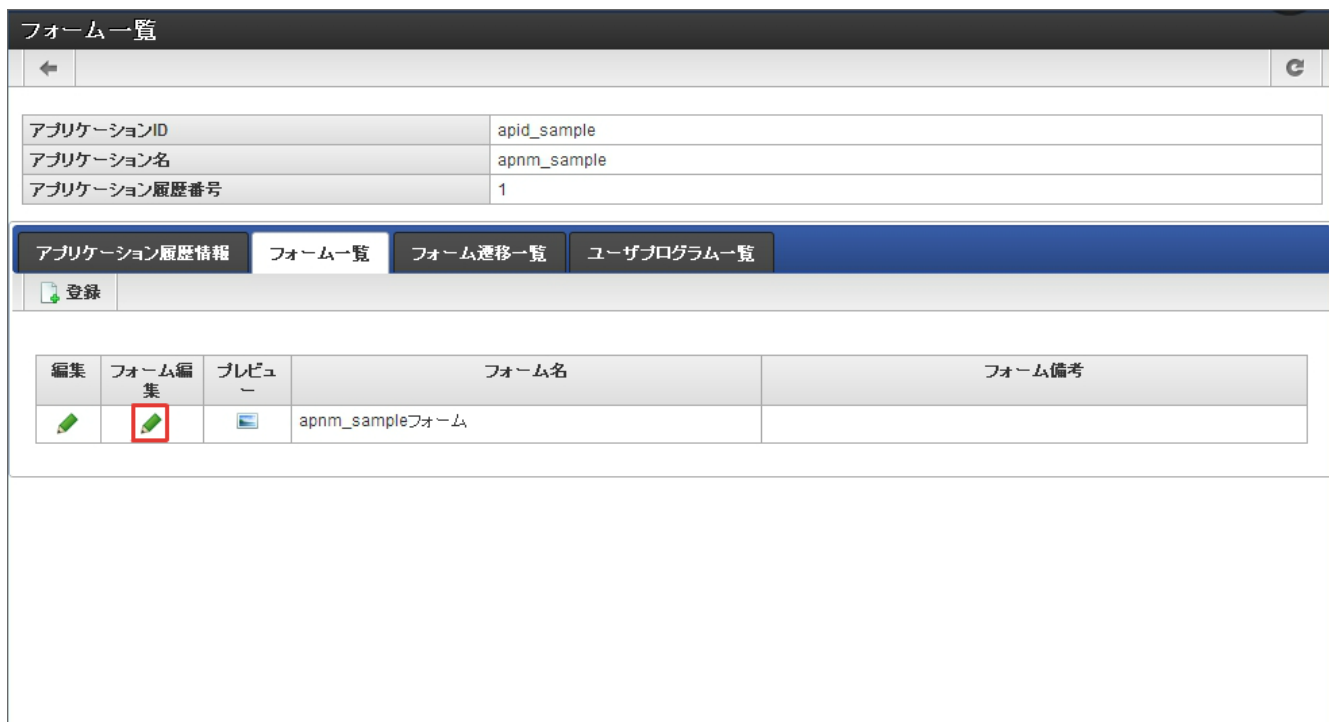 フォーム一覧
アプリケーションID apid_sample
アプリケーション名 apnm_sample
アプリケーション履歴番号 1
アプリケーション履歴情報 フォーム一覧 フォーム遷移一覧 ユーザプログラム一覧
登録
編集 フォーム編集 プレビュー フォーム名 フォーム備考
apnm_sampleフォーム